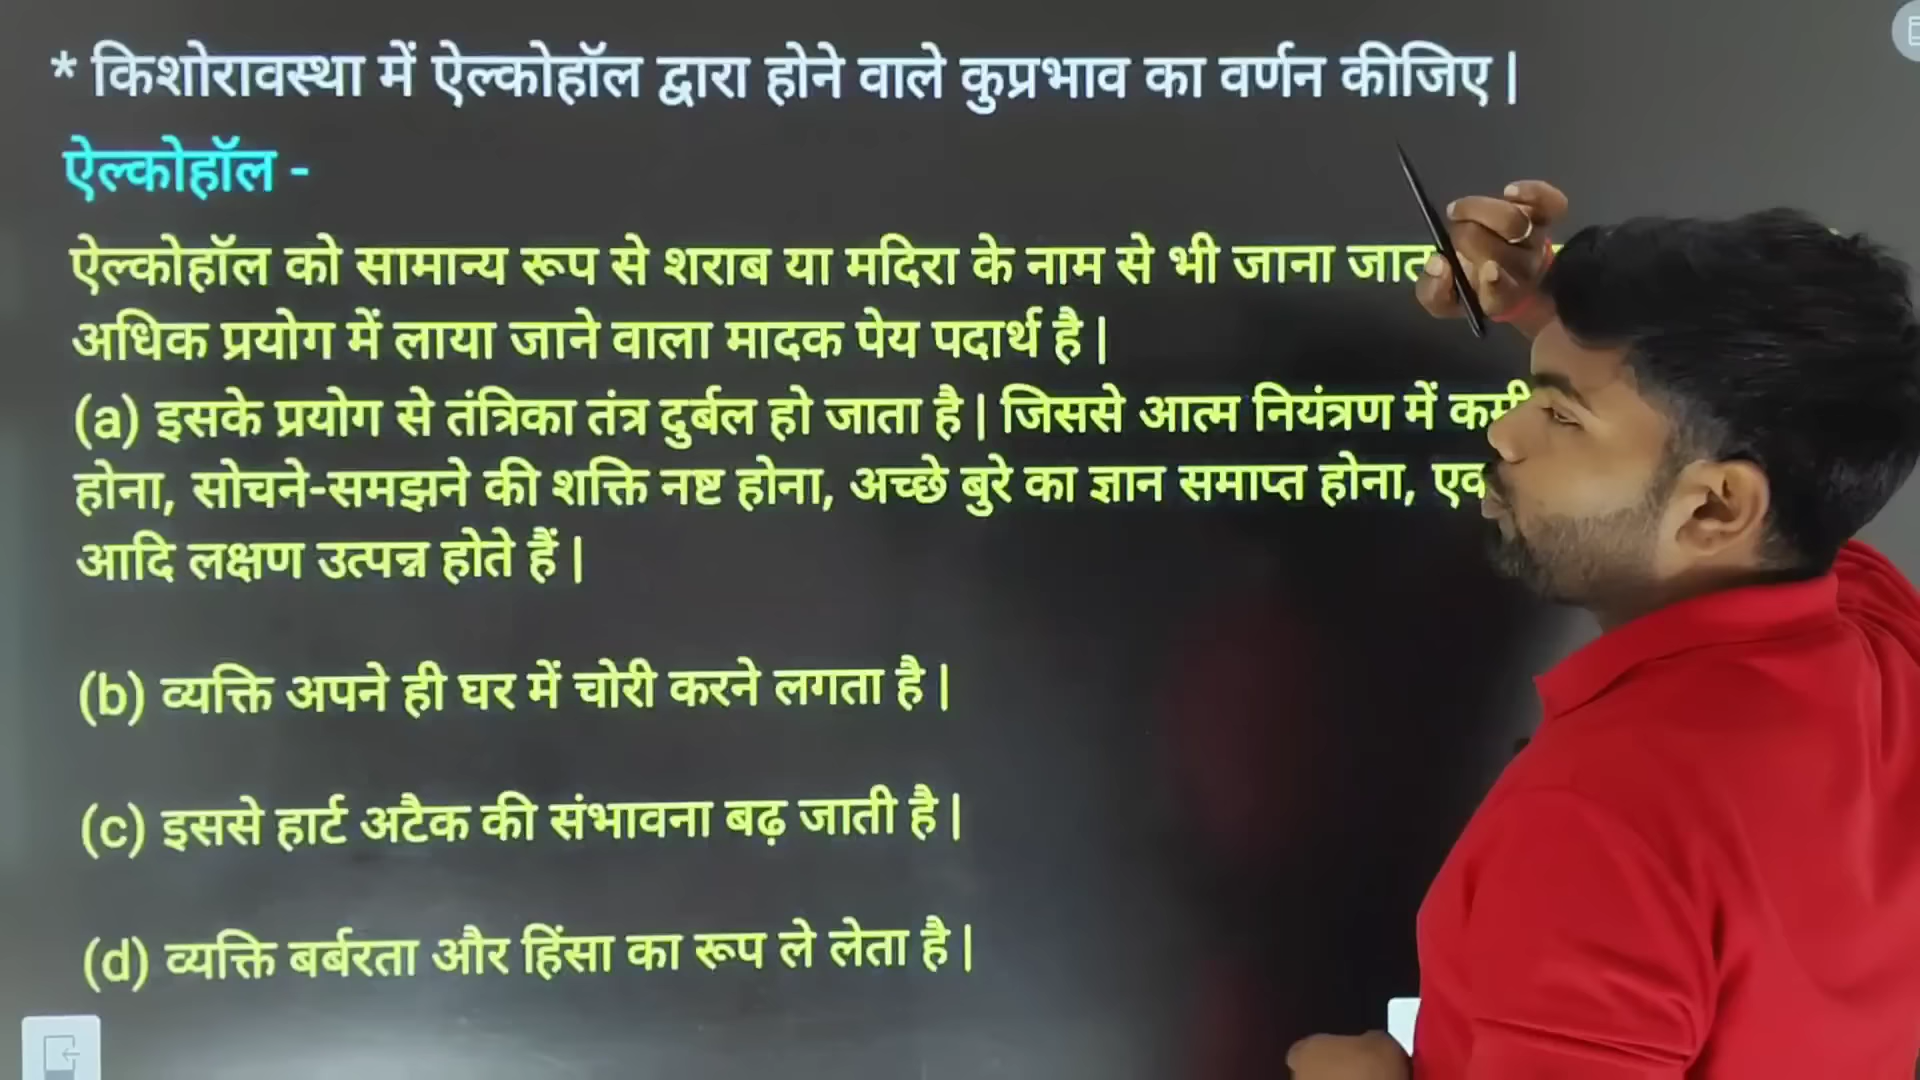 * किशोरावस्था में ऐल्कोहॉल द्वारा होने वाले कुप्रभाव का वर्णन कीजिए |
ऐल्कोहॉल -
ऐल्कोहॉल को सामान्य रूप से शराब या मदिरा के नाम से भी जाना
अधिक प्रयोग में लाया जाने वाला मादक पेय पदार्थ है |
(a) इसके प्रयोग से तंत्रिका तंत्र दुर्बल हो जाता है | जिससे आत्म नियंत्रण में कमी
होना, सोचने-समझने की शक्ति नष्ट होना, अच्छे बुरे का ज्ञान समाप्त होना,
आदि लक्षण उत्पन्न होते हैं |
(b) व्यक्ति अपने ही घर में चोरी करने लगता है |
(c) इससे हार्ट अटैक की संभावना बढ़ जाती है |
(d) व्यक्ति बर्बरता और हिंसा का रूप ले लेता है |